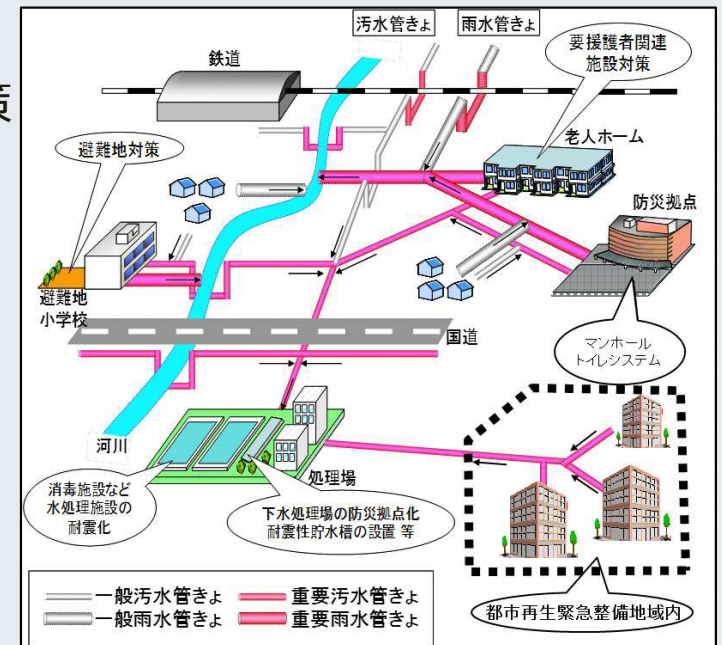 策
汚水管きょ
雨水管きょ
鉄道
要援護者関連
施設対策
避難地対策
老人ホーム
防災拠点
避難地
小学校
国道
マンホール
トイレシステム
河川
処理場
消毒施設など
水処理施設の
耐震化
下水処理場の防災拠点化
耐震性貯水槽の設置 等
都市再生緊急整備地域内
一般汚水管きょ
重要汚水管きょ
一般雨水管きょ
重要雨水管きょ